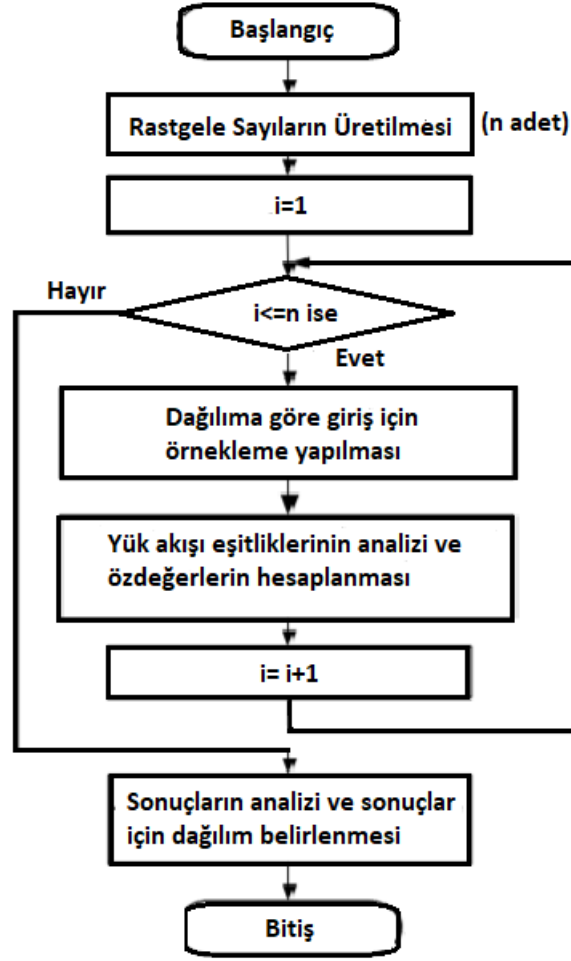 Başlangıç
Rastgele Sayıların Üretilmesi (n adet)
i=1
Hayır
i<=n ise
Evet
Dağılıma göre giriş için
örnekleme yapılması
Yük akışı eşitliklerinin analizi ve
özdeğerlerin hesaplanması
i= i+1
Sonuçların analizi ve sonuçlar
için dağılım belirlenmesi
Bitiş